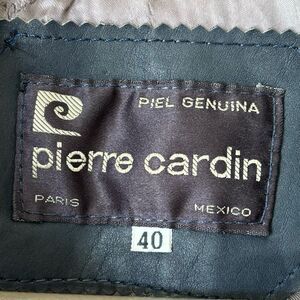 PIEL GENUINA
pierre cardin
PARIS MEXICO
40